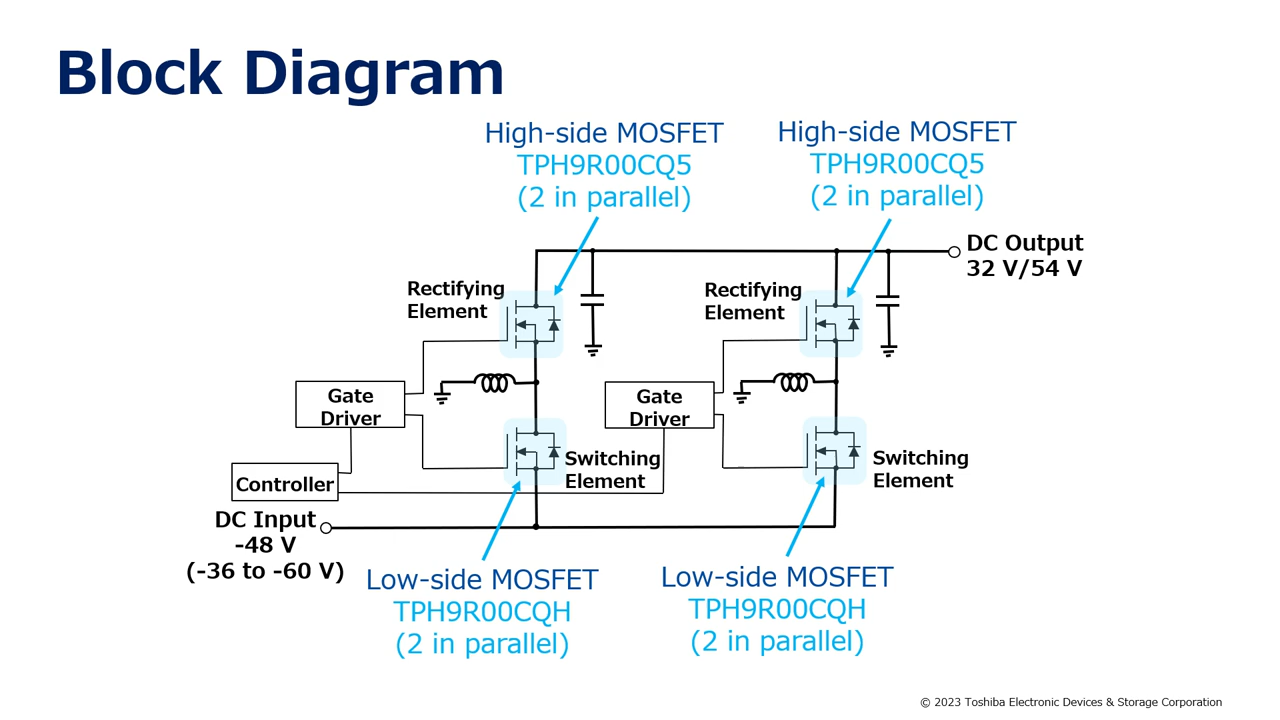 Block Diagram
High-side MOSFET
TPH9R00CQ5
(2 in parallel)
High-side MOSFET
TPH9R00CQ5
(2 in parallel)
DC Output
32 V/54 V
Rectifying
Element
Rectifying
Element
Gate
Driver
Gate
Driver
Switching
Element
Switching
Element
Controller
DC Input
-48 V
(-36 to -60 V)
Low-side MOSFET
TPH9R00CQH
(2 in parallel)
Low-side MOSFET
TPH9R00CQH
(2 in parallel)
© 2023 Toshiba Electronic Devices & Storage Corporation